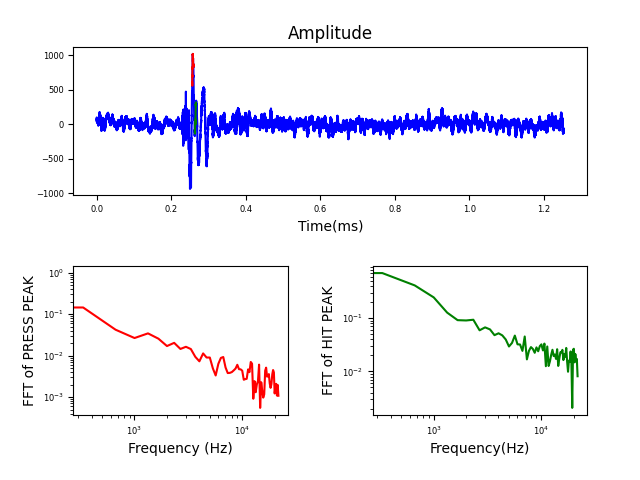 Amplitude
1000
500
0
−500
−1000
0.0 0.2 0.4 0.6 0.8 1.0 1.2
Time(ms)
FFT of PRESS PEAK
10⁰
10⁻¹
10⁻²
10⁻³
10³ 10⁴
Frequency (Hz)
FFT of HIT PEAK
10⁻¹
10⁻²
10³ 10⁴
Frequency(Hz)